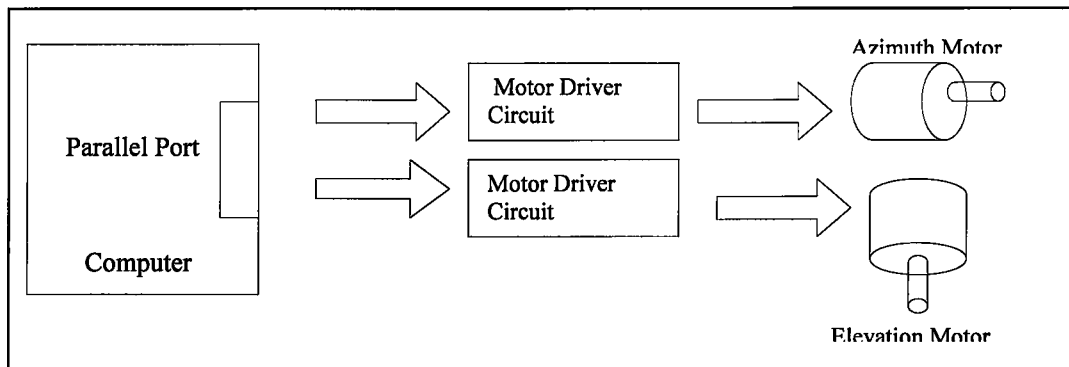 Azimuth Motor
Motor Driver
Circuit
Parallel Port
Motor Driver
Circuit
Computer
Elevation Motor